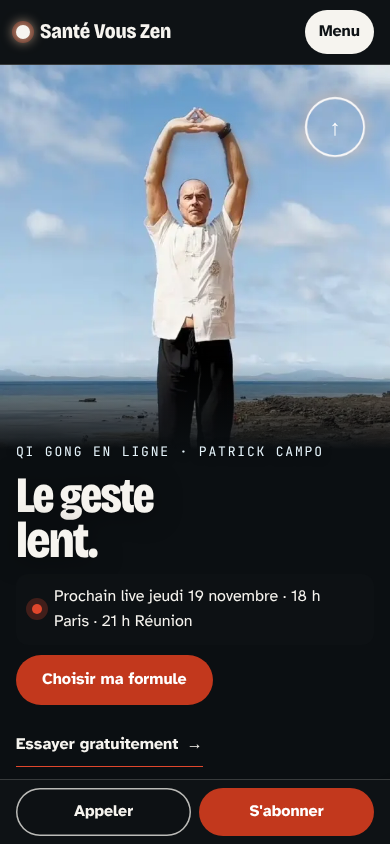 Santé Vous Zen
Menu
↑
QI GONG EN LIGNE · PATRICK CAMPO
Le geste
lent.
Prochain live jeudi 19 novembre · 18 h
Paris · 21 h Réunion
Choisir ma formule
Essayer gratuitement →
Appeler
S'abonner